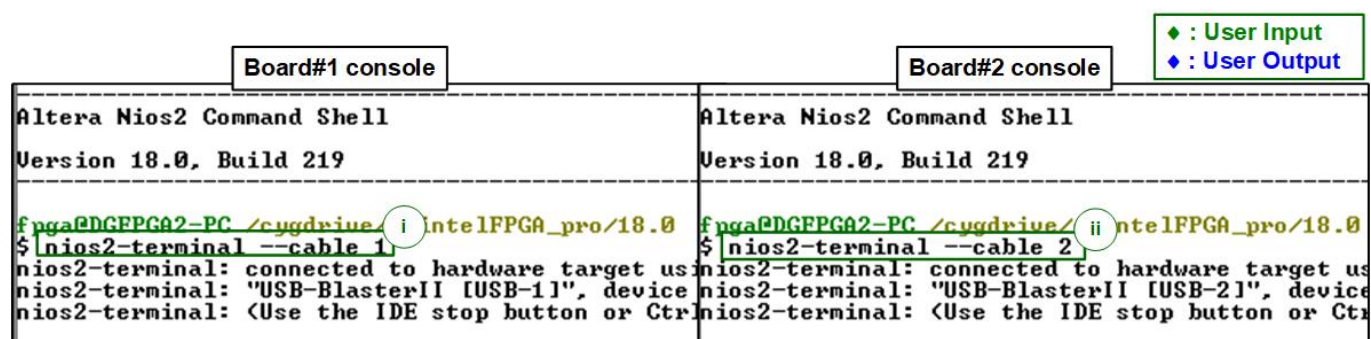 ♦ : User Input
♦ : User Output
Board#1 console
Board#2 console
Altera Nios2 Command Shell
Version 18.0, Build 219
fpga@DGFPGA2-PC /cygdrive/ i intelFPGA_pro/18.0
$ nios2-terminal --cable 1
nios2-terminal: connected to hardware target usi
nios2-terminal: "USB-BlasterII [USB-1]", device
nios2-terminal: (Use the IDE stop button or Ctr
Altera Nios2 Command Shell
Version 18.0, Build 219
fpga@DGFPGA2-PC /cygdrive/ ii ntelFPGA_pro/18.0
$ nios2-terminal --cable 2
nios2-terminal: connected to hardware target us
nios2-terminal: "USB-BlasterII [USB-2]", device
nios2-terminal: (Use the IDE stop button or Ctr